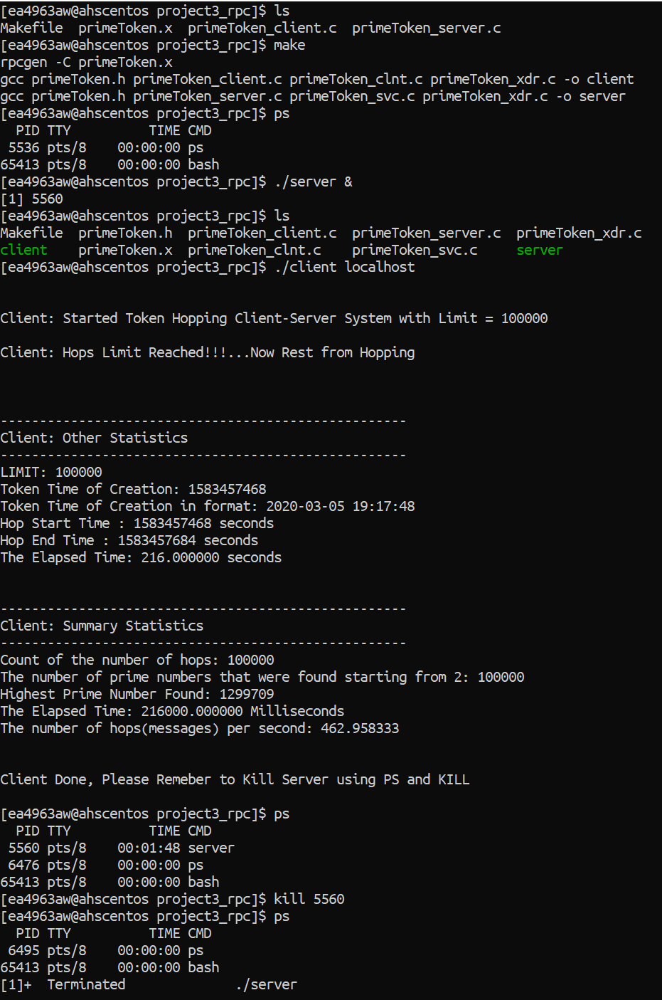 [ea4963aw@ahscentos project3_rpc]$ ls
Makefile  primeToken.x  primeToken_client.c  primeToken_server.c
[ea4963aw@ahscentos project3_rpc]$ make
rpcgen -C primeToken.x
gcc primeToken.h primeToken_client.c primeToken_clnt.c primeToken_xdr.c -o client
gcc primeToken.h primeToken_server.c primeToken_svc.c primeToken_xdr.c -o server
[ea4963aw@ahscentos project3_rpc]$ ps
  PID TTY          TIME CMD
 5536 pts/8    00:00:00 ps
65413 pts/8    00:00:00 bash
[ea4963aw@ahscentos project3_rpc]$ ./server &
[1] 5560
[ea4963aw@ahscentos project3_rpc]$ ls
Makefile  primeToken.h  primeToken_client.c  primeToken_server.c  primeToken_xdr.c
client    primeToken.x  primeToken_clnt.c    primeToken_svc.c     server
[ea4963aw@ahscentos project3_rpc]$ ./client localhost
Client: Started Token Hopping Client-Server System with Limit = 100000
Client: Hops Limit Reached!!!...Now Rest from Hopping
----------------------------------------------------
Client: Other Statistics
----------------------------------------------------
LIMIT: 100000
Token Time of Creation: 1583457468
Token Time of Creation in format: 2020-03-05 19:17:48
Hop Start Time : 1583457468 seconds
Hop End Time : 1583457684 seconds
The Elapsed Time: 216.000000 seconds
----------------------------------------------------
Client: Summary Statistics
----------------------------------------------------
Count of the number of hops: 100000
The number of prime numbers that were found starting from 2: 100000
Highest Prime Number Found: 1299709
The Elapsed Time: 216000.000000 Milliseconds
The number of hops(messages) per second: 462.958333
Client Done, Please Remeber to Kill Server using PS and KILL
[ea4963aw@ahscentos project3_rpc]$ ps
  PID TTY          TIME CMD
 5560 pts/8    00:01:48 server
 6476 pts/8    00:00:00 ps
65413 pts/8    00:00:00 bash
[ea4963aw@ahscentos project3_rpc]$ kill 5560
[ea4963aw@ahscentos project3_rpc]$ ps
  PID TTY          TIME CMD
 6495 pts/8    00:00:00 ps
65413 pts/8    00:00:00 bash
[1]+  Terminated              ./server